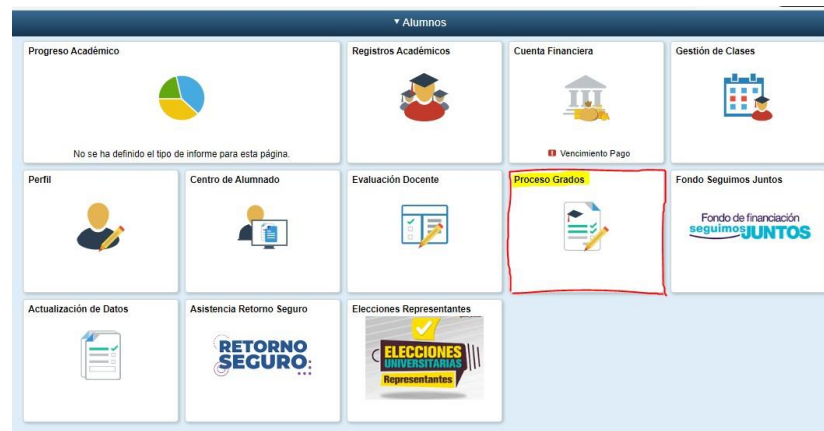 ▾ Alumnos
Progreso Académico
No se ha definido el tipo de informe para esta página.
Registros Académicos
Cuenta Financiera
Vencimiento Pago
Gestión de Clases
Perfil
Centro de Alumnado
Evaluación Docente
Proceso Grados
Fondo Seguimos Juntos
Fondo de financiación
seguimos JUNTOS
Actualización de Datos
Asistencia Retorno Seguro
RETORNO
SEGURO
Elecciones Representantes
ELECCIONES
UNIVERSITARIAS
Representantes